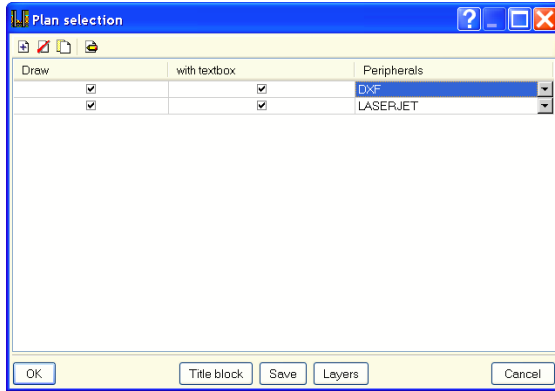 Plan selection
Draw with textbox Peripherals
DXF
LASERJET
OK Title block Save Layers Cancel